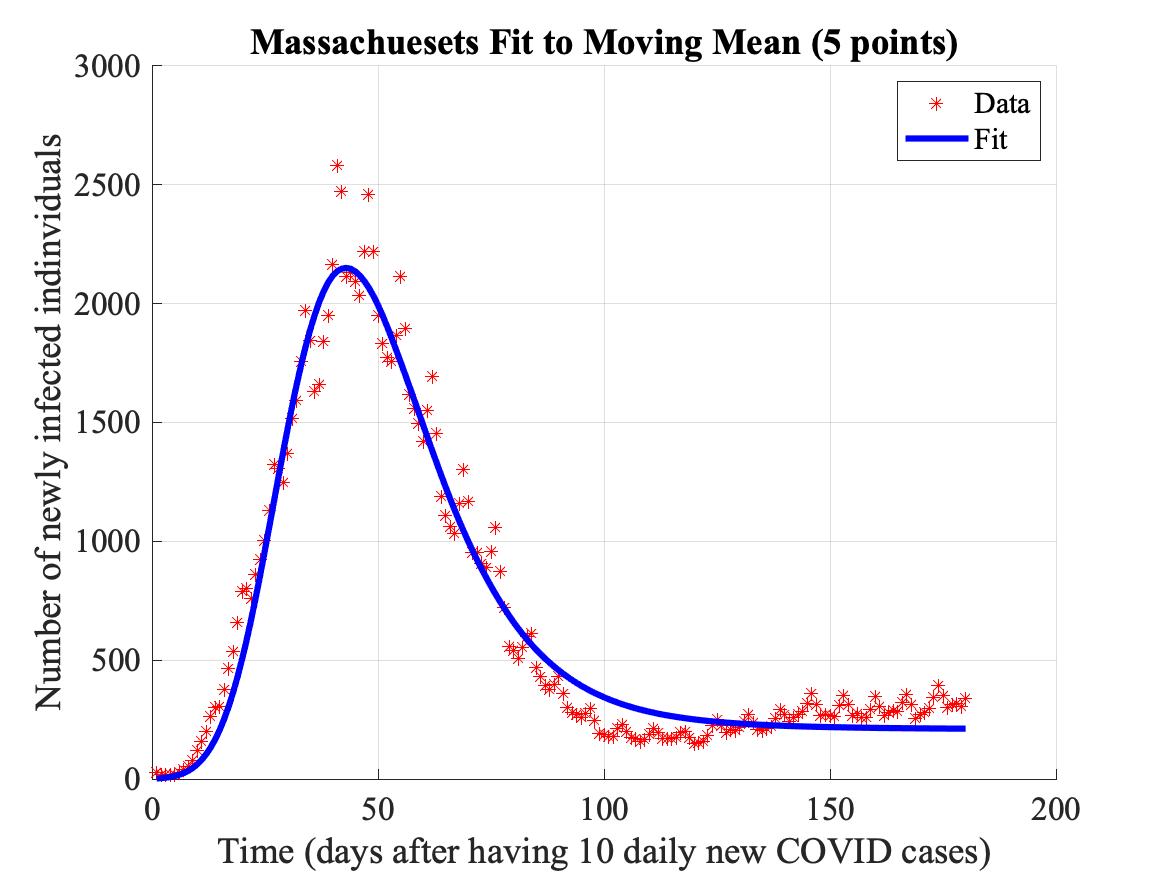 Massachuesets Fit to Moving Mean (5 points)
Data
Fit
Number of newly infected indinviduals
3000
2500
2000
1500
1000
500
0
0 50 100 150 200
Time (days after having 10 daily new COVID cases)